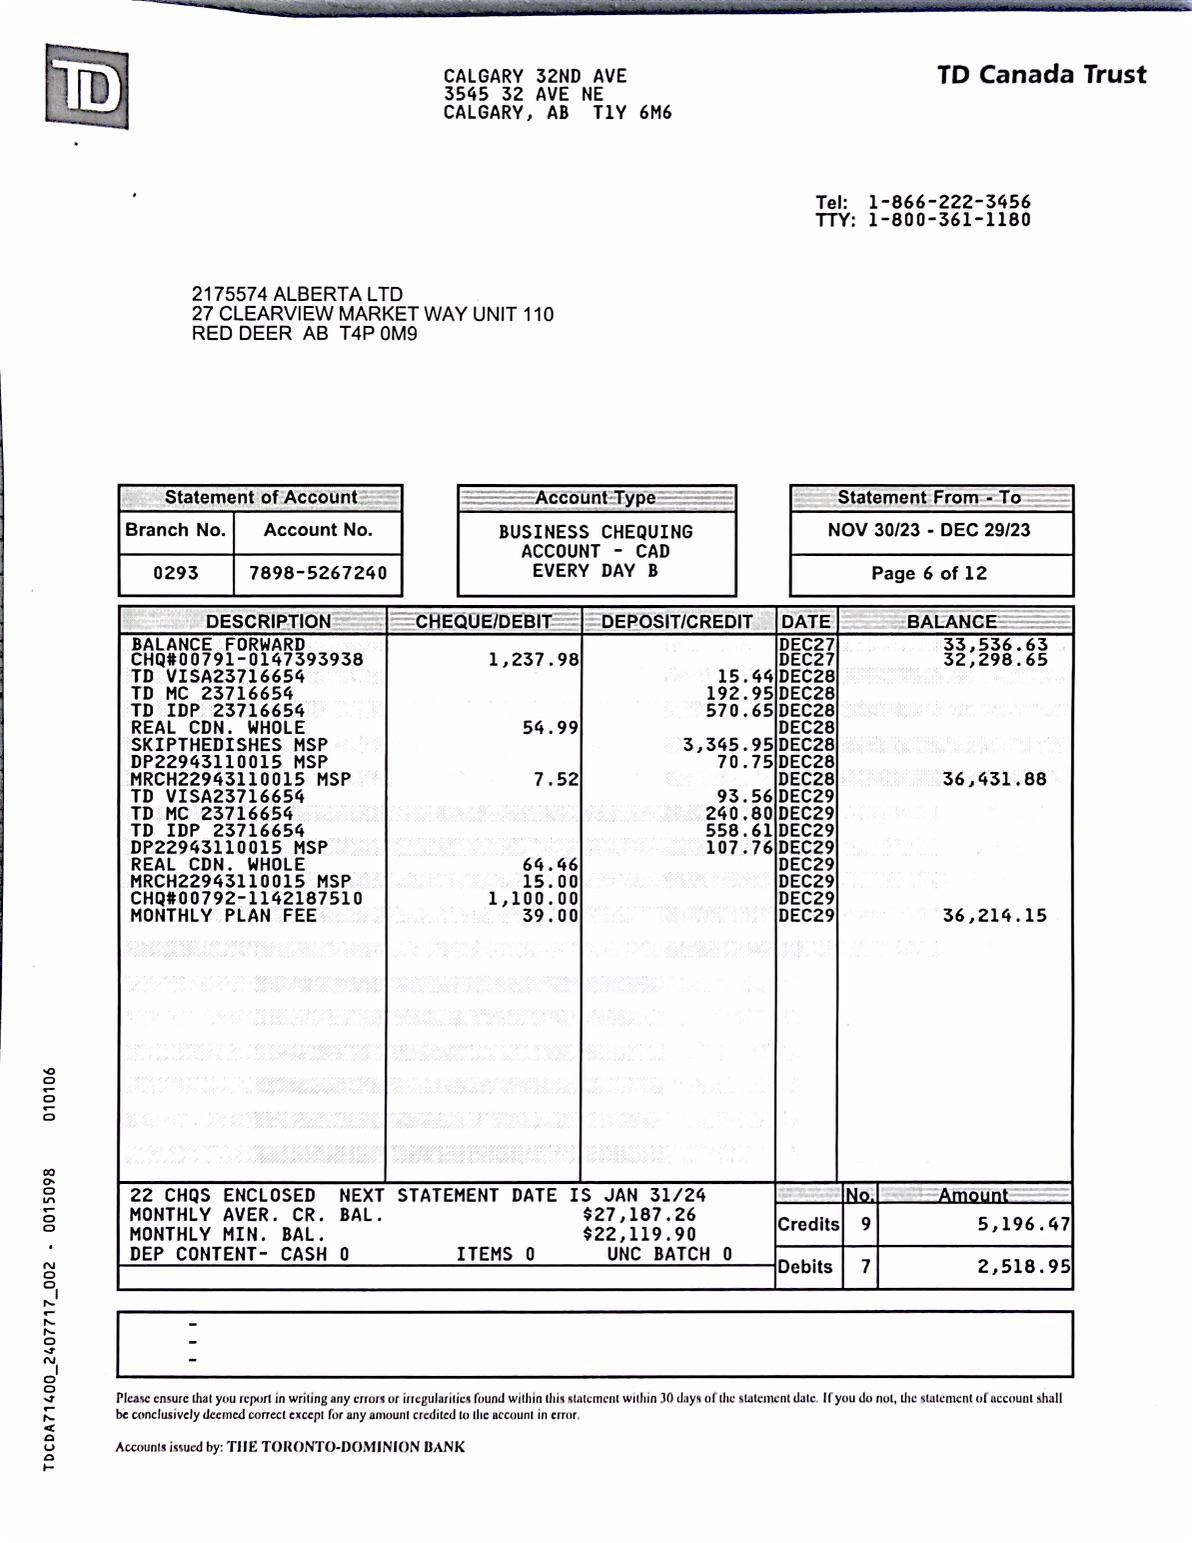 TD
CALGARY 32ND AVE
3545 32 AVE NE
CALGARY, AB T1Y 6M6
TD Canada Trust
Tel: 1-866-222-3456
TTY: 1-800-361-1180
2175574 ALBERTA LTD
27 CLEARVIEW MARKET WAY UNIT 110
RED DEER AB T4P 0M9
Statement of Account
Branch No. Account No.
0293 7898-5267240
Account Type
BUSINESS CHEQUING
ACCOUNT - CAD
EVERY DAY B
Statement From - To
NOV 30/23 - DEC 29/23
Page 6 of 12
DESCRIPTION CHEQUE/DEBIT DEPOSIT/CREDIT DATE BALANCE
BALANCE FORWARD DEC27 33,536.63
CHQ#00791-0147393938 1,237.98 DEC27 32,298.65
TD VISA23716654 15.44 DEC28
TD MC 23716654 192.95 DEC28
TD IDP 23716654 570.65 DEC28
REAL CDN. WHOLE 54.99 DEC28
SKIPTHEDISHES MSP 3,345.95 DEC28
DP22943110015 MSP 70.75 DEC28
MRCH22943110015 MSP 7.52 DEC28 36,431.88
TD VISA23716654 93.56 DEC29
TD MC 23716654 240.80 DEC29
TD IDP 23716654 558.61 DEC29
DP22943110015 MSP 107.76 DEC29
REAL CDN. WHOLE 64.46 DEC29
MRCH22943110015 MSP 15.00 DEC29
CHQ#00792-1142187510 1,100.00 DEC29
MONTHLY PLAN FEE 39.00 DEC29 36,214.15
22 CHQS ENCLOSED NEXT STATEMENT DATE IS JAN 31/24
MONTHLY AVER. CR. BAL. $27,187.26
MONTHLY MIN. BAL. $22,119.90
DEP CONTENT- CASH 0 ITEMS 0 UNC BATCH 0
No. Amount
Credits 9 5,196.47
Debits 7 2,518.95
-
-
-
Please ensure that you report in writing any errors or irregularities found within this statement within 30 days of the statement date. If you do not, the statement of account shall
be conclusively deemed correct except for any amount credited to the account in error.
Accounts issued by: THE TORONTO-DOMINION BANK
TDCDA71400_2407717_002 - 0015098 010106